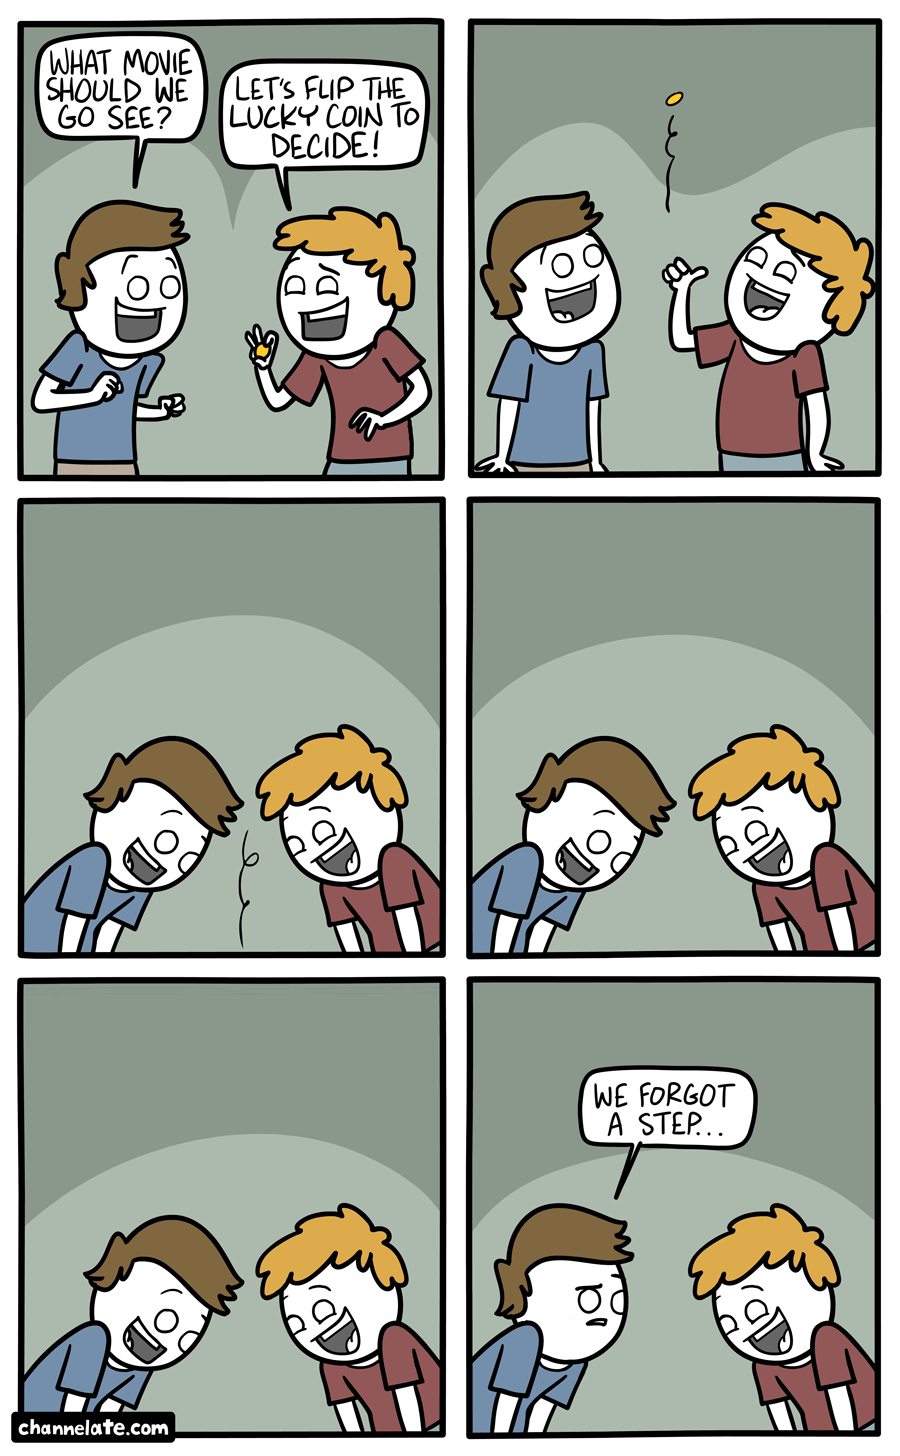 WHAT MOVIE
SHOULD WE
GO SEE?
LET'S FLIP THE
LUCKY COIN TO
DECIDE!
WE FORGOT
A STEP...
channelate.com